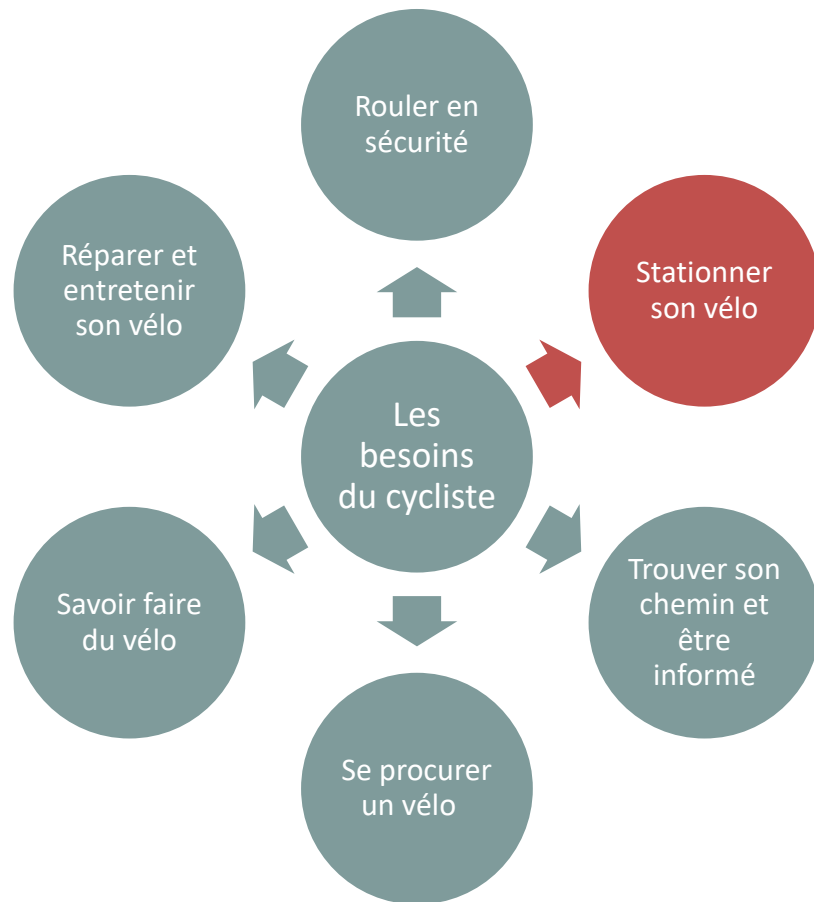 Rouler en
sécurité
Stationner
son vélo
Trouver son
chemin et
être
informé
Se procurer
un vélo
Savoir faire
du vélo
Réparer et
entretenir
son vélo
Les
besoins
du cycliste